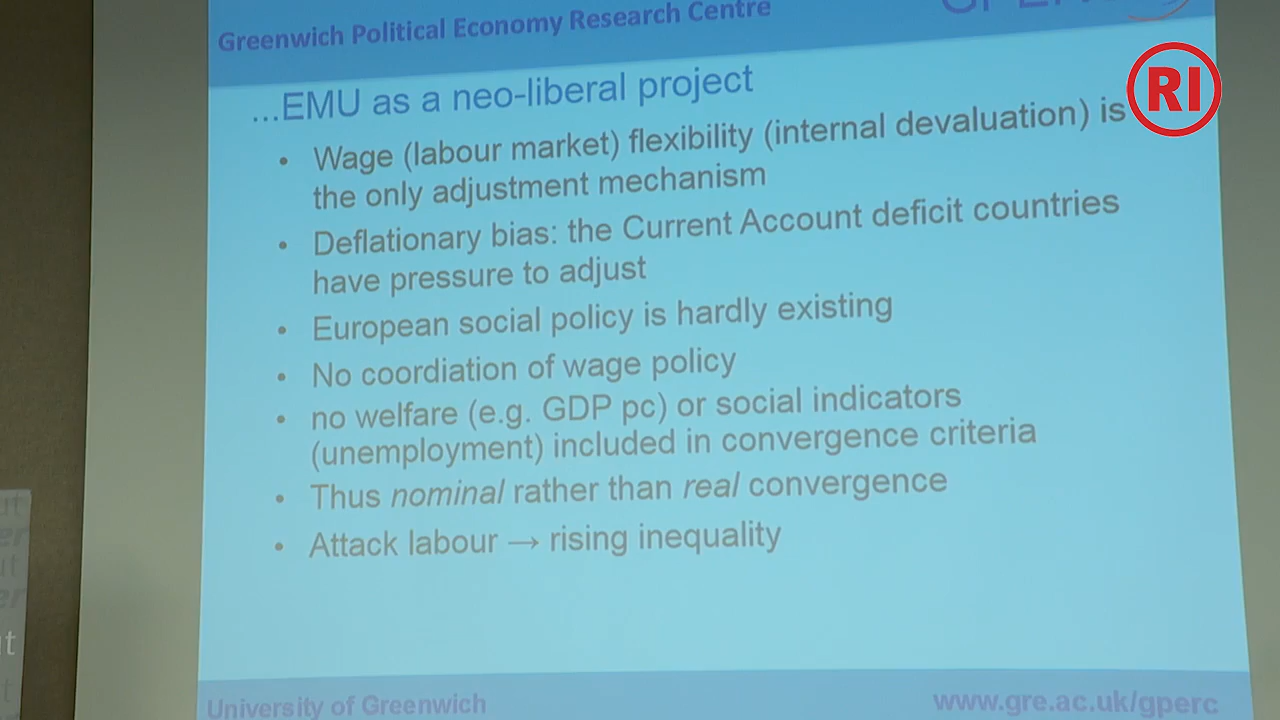 Greenwich Political Economy Research Centre
RI
...EMU as a neo-liberal project
• Wage (labour market) flexibility (internal devaluation) is
the only adjustment mechanism
• Deflationary bias: the Current Account deficit countries
have pressure to adjust
• European social policy is hardly existing
• No coordiation of wage policy
• no welfare (e.g. GDP pc) or social indicators
(unemployment) included in convergence criteria
• Thus nominal rather than real convergence
• Attack labour → rising inequality
University of Greenwich
www.gre.ac.uk/gperc